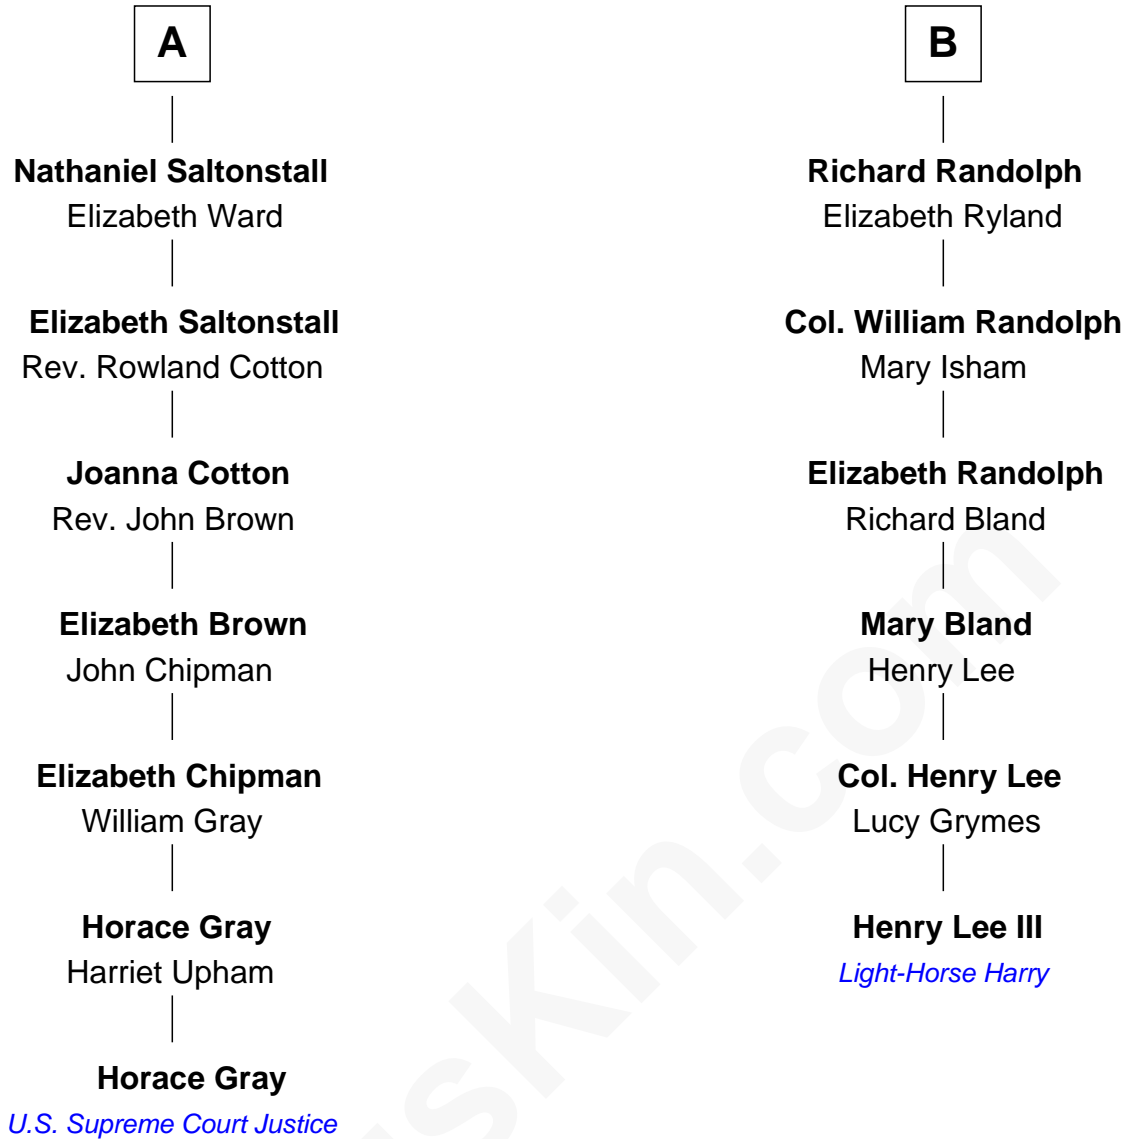 A
Nathaniel Saltonstall
Elizabeth Ward
Elizabeth Saltonstall
Rev. Rowland Cotton
Joanna Cotton
Rev. John Brown
Elizabeth Brown
John Chipman
Elizabeth Chipman
William Gray
Horace Gray
Harriet Upham
Horace Gray
U.S. Supreme Court Justice
B
Richard Randolph
Elizabeth Ryland
Col. William Randolph
Mary Isham
Elizabeth Randolph
Richard Bland
Mary Bland
Henry Lee
Col. Henry Lee
Lucy Grymes
Henry Lee III
Light-Horse Harry
sKin.com